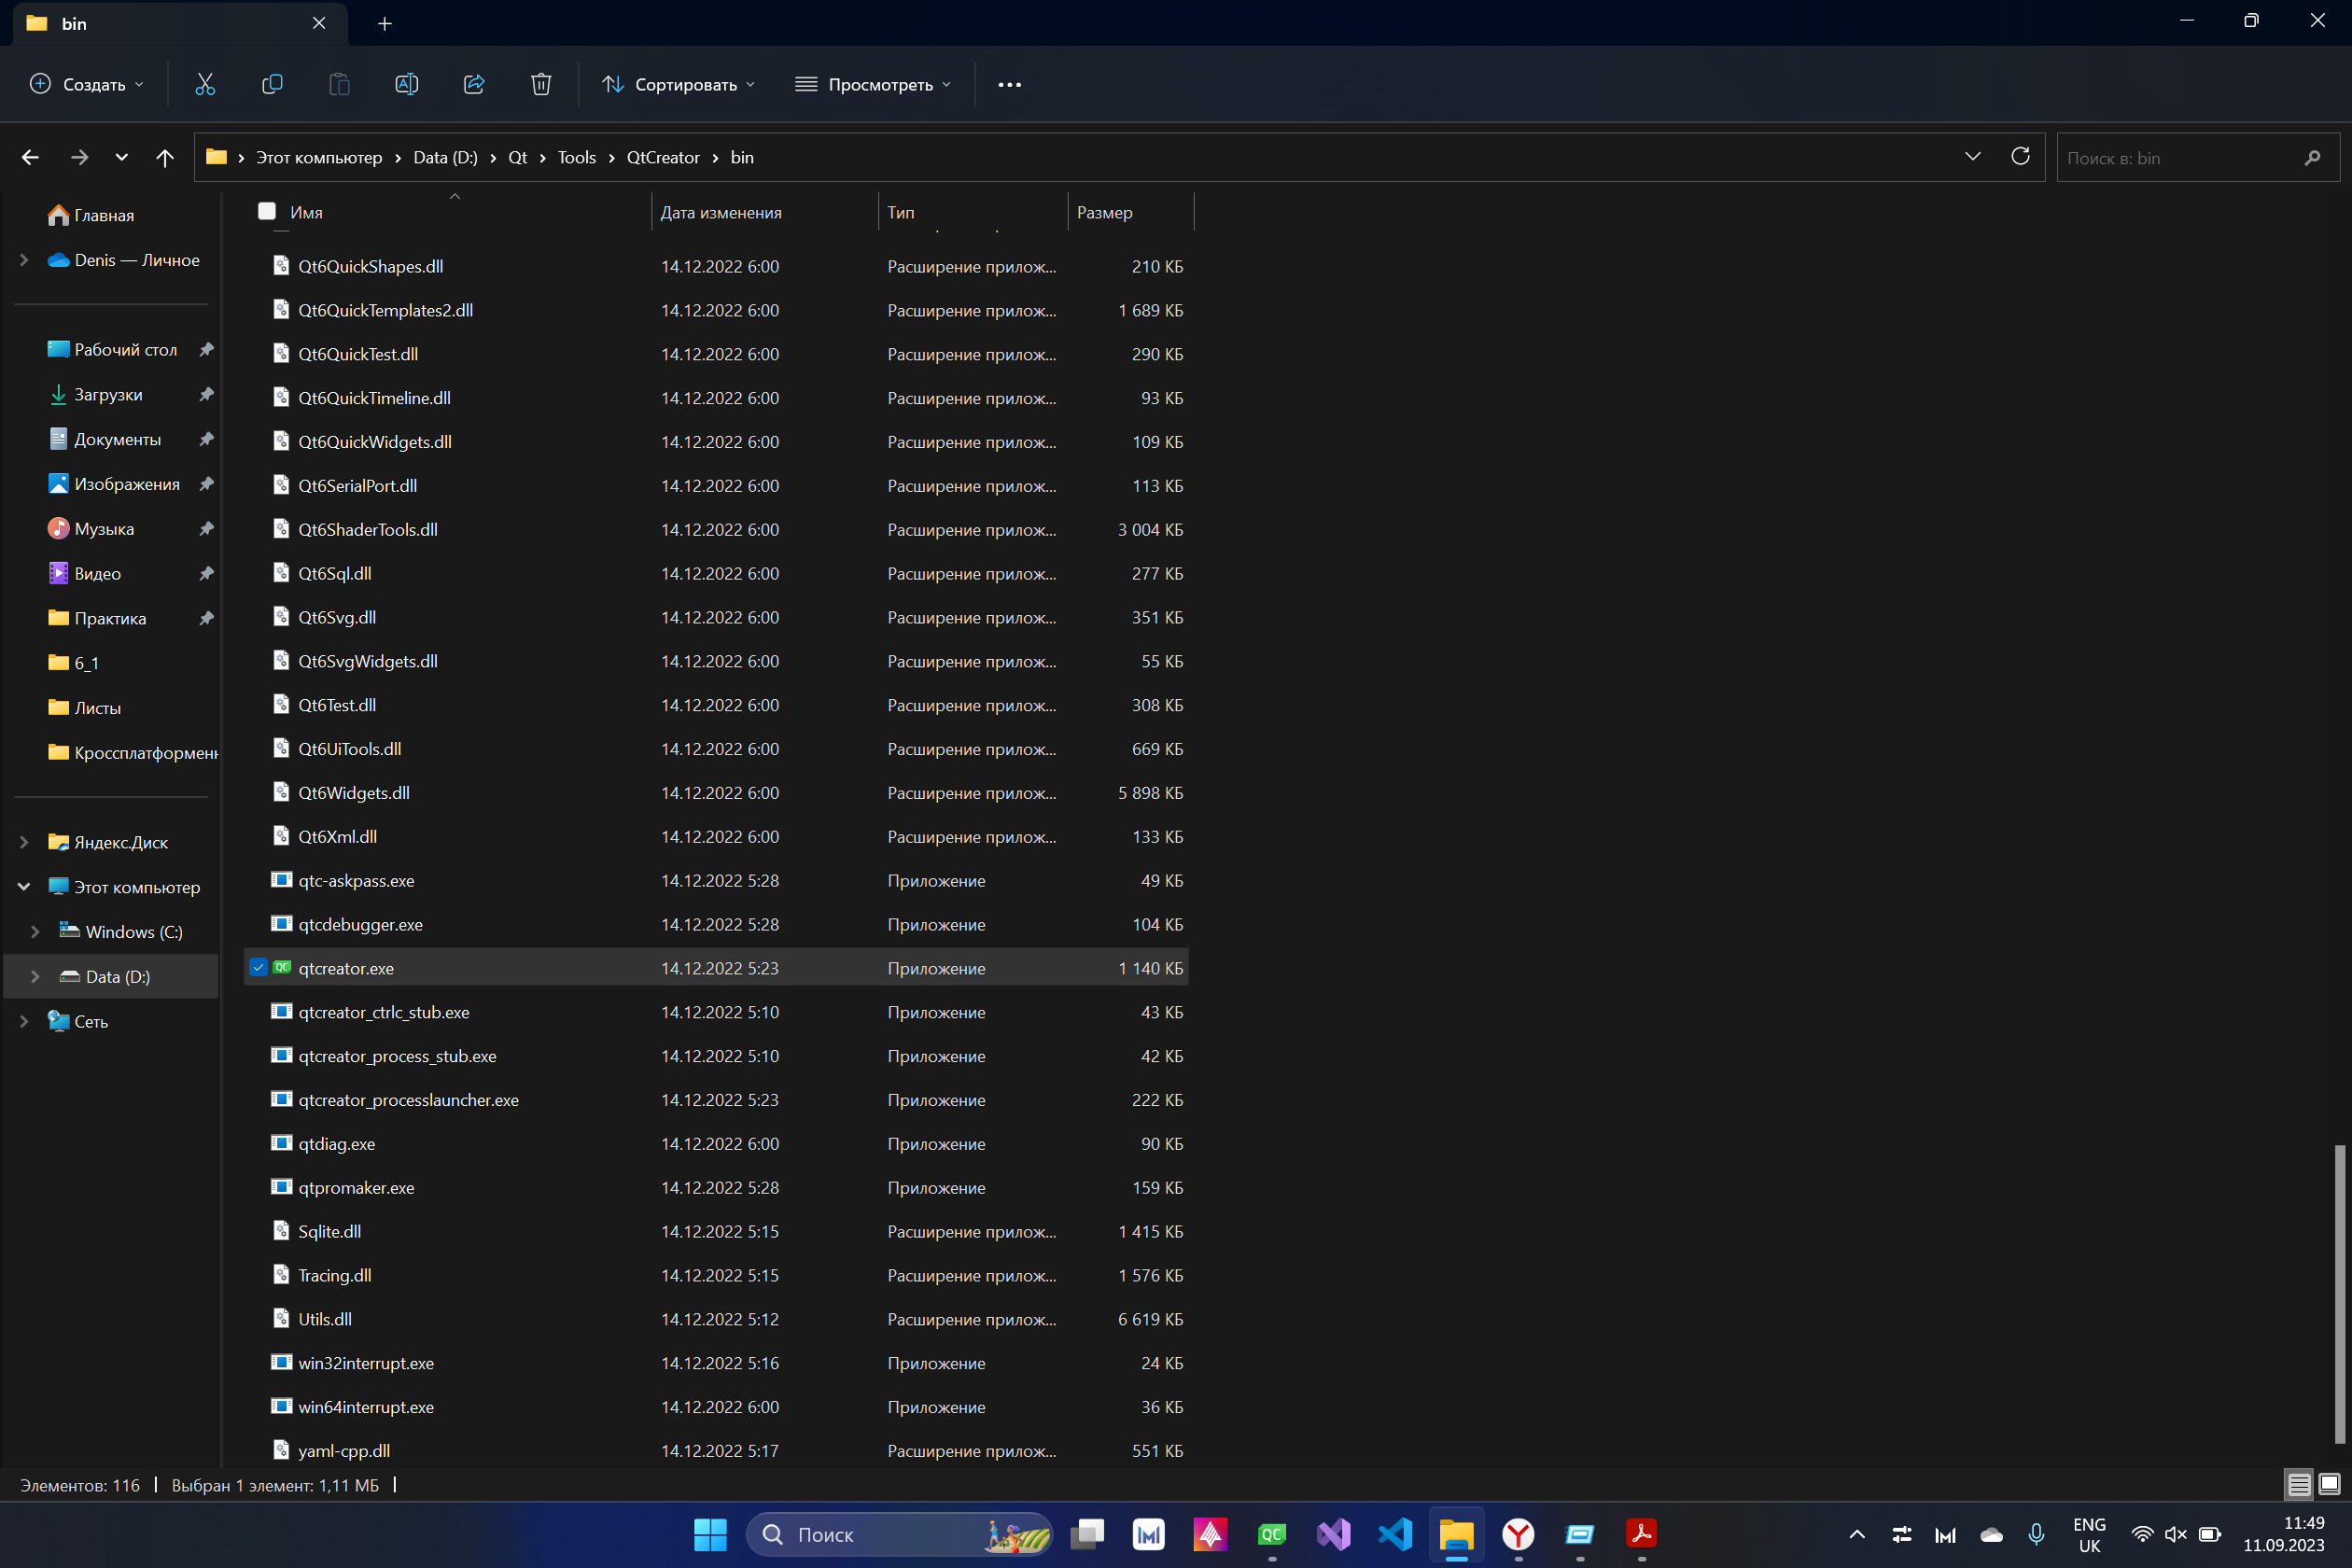 bin
Создать
Сортировать
Просмотреть
Этот компьютер
Data (D:)
Qt
Tools
QtCreator
bin
Поиск в: bin
Главная
Denis — Личное
Рабочий стол
Загрузки
Документы
Изображения
Музыка
Видео
Практика
6_1
Листы
Кроссплатформен
Яндекс.Диск
Этот компьютер
Windows (C:)
Data (D:)
Сеть
Имя Дата изменения Тип Размер
Qt6QuickShapes.dll 14.12.2022 6:00 Расширение прилож... 210 КБ
Qt6QuickTemplates2.dll 14.12.2022 6:00 Расширение прилож... 1 689 КБ
Qt6QuickTest.dll 14.12.2022 6:00 Расширение прилож... 290 КБ
Qt6QuickTimeline.dll 14.12.2022 6:00 Расширение прилож... 93 КБ
Qt6QuickWidgets.dll 14.12.2022 6:00 Расширение прилож... 109 КБ
Qt6SerialPort.dll 14.12.2022 6:00 Расширение прилож... 113 КБ
Qt6ShaderTools.dll 14.12.2022 6:00 Расширение прилож... 3 004 КБ
Qt6Sql.dll 14.12.2022 6:00 Расширение прилож... 277 КБ
Qt6Svg.dll 14.12.2022 6:00 Расширение прилож... 351 КБ
Qt6SvgWidgets.dll 14.12.2022 6:00 Расширение прилож... 55 КБ
Qt6Test.dll 14.12.2022 6:00 Расширение прилож... 308 КБ
Qt6UiTools.dll 14.12.2022 6:00 Расширение прилож... 669 КБ
Qt6Widgets.dll 14.12.2022 6:00 Расширение прилож... 5 898 КБ
Qt6Xml.dll 14.12.2022 6:00 Расширение прилож... 133 КБ
qtc-askpass.exe 14.12.2022 5:28 Приложение 49 КБ
qtcdebugger.exe 14.12.2022 5:28 Приложение 104 КБ
QC qtcreator.exe 14.12.2022 5:23 Приложение 1 140 КБ
qtcreator_ctrlc_stub.exe 14.12.2022 5:10 Приложение 43 КБ
qtcreator_process_stub.exe 14.12.2022 5:10 Приложение 42 КБ
qtcreator_processlauncher.exe 14.12.2022 5:23 Приложение 222 КБ
qtdiag.exe 14.12.2022 6:00 Приложение 90 КБ
qtpromaker.exe 14.12.2022 5:28 Приложение 159 КБ
Sqlite.dll 14.12.2022 5:15 Расширение прилож... 1 415 КБ
Tracing.dll 14.12.2022 5:15 Расширение прилож... 1 576 КБ
Utils.dll 14.12.2022 5:12 Расширение прилож... 6 619 КБ
win32interrupt.exe 14.12.2022 5:16 Приложение 24 КБ
win64interrupt.exe 14.12.2022 6:00 Приложение 36 КБ
yaml-cpp.dll 14.12.2022 5:17 Расширение прилож... 551 КБ
Элементов: 116 Выбран 1 элемент: 1,11 МБ
Поиск
QC
ENG
UK
11:49
11.09.2023